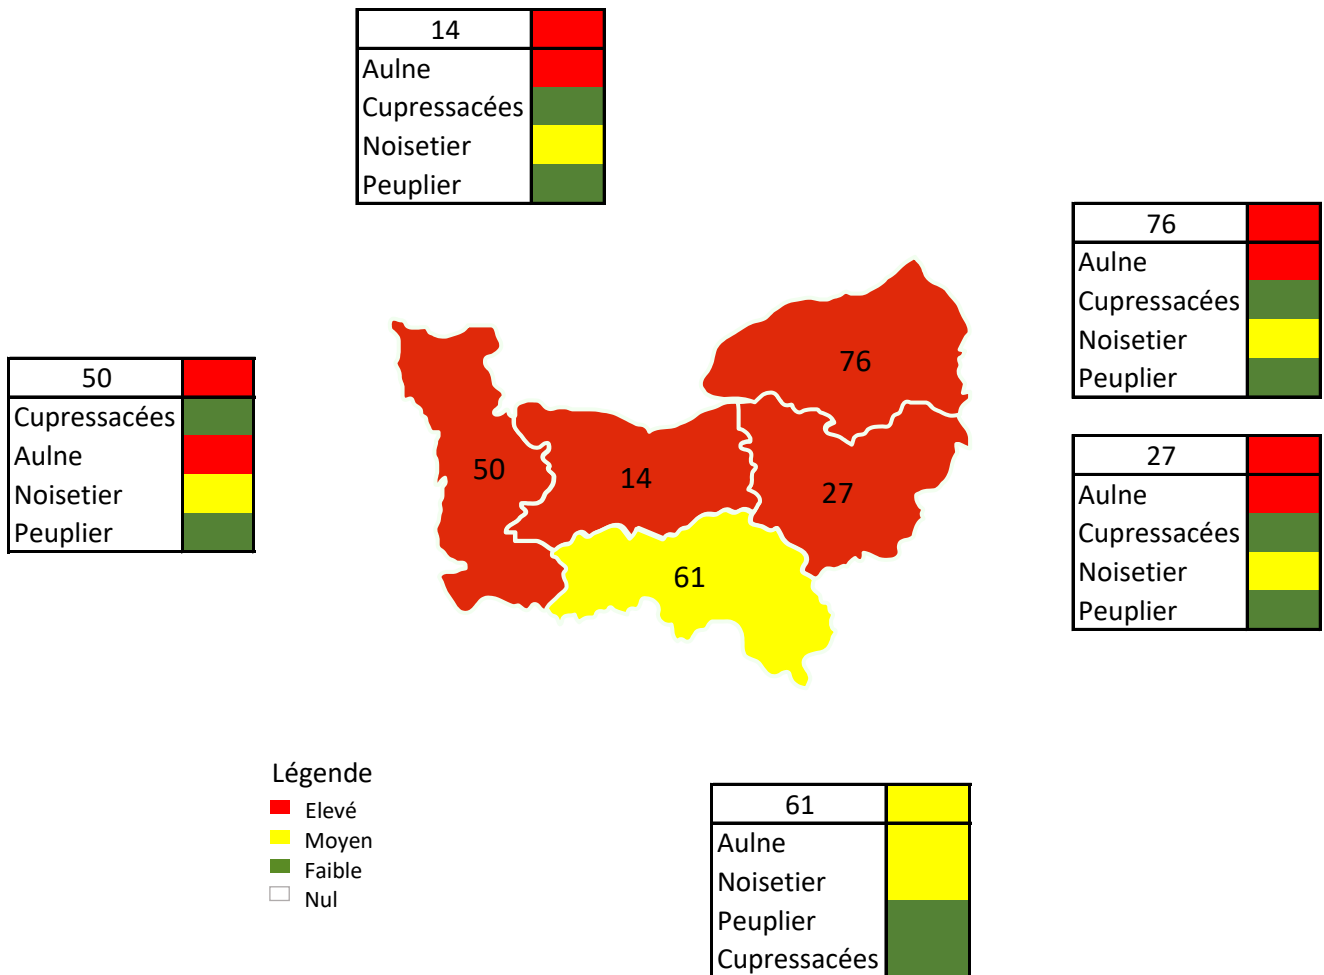 14
Aulne
Cupressacées
Noisetier
Peuplier
76
Aulne
Cupressacées
Noisetier
Peuplier
50
Cupressacées
Aulne
Noisetier
Peuplier
76
50
14
27
61
27
Aulne
Cupressacées
Noisetier
Peuplier
Légende
Elevé
Moyen
Faible
Nul
61
Aulne
Noisetier
Peuplier
Cupressacées